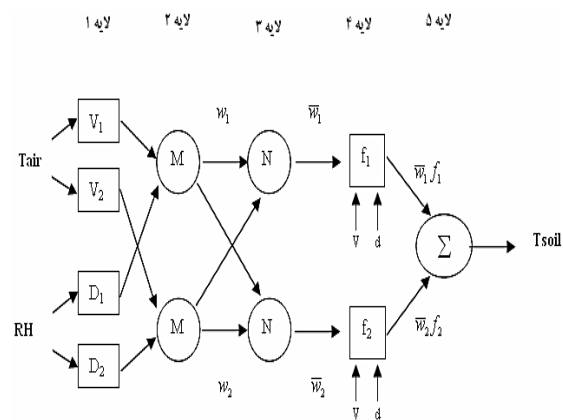 لایه ۱ لایه ۲ لایه ۳ لایه ۴ لایه ۵
w₁ w̅₁
V₁ M N f₁ w̅₁f₁
Tair
V₂ V d
Σ Tsoil
D₁
RH M N f₂ w̅₂f₂
D₂
w₂ w̅₂ V d